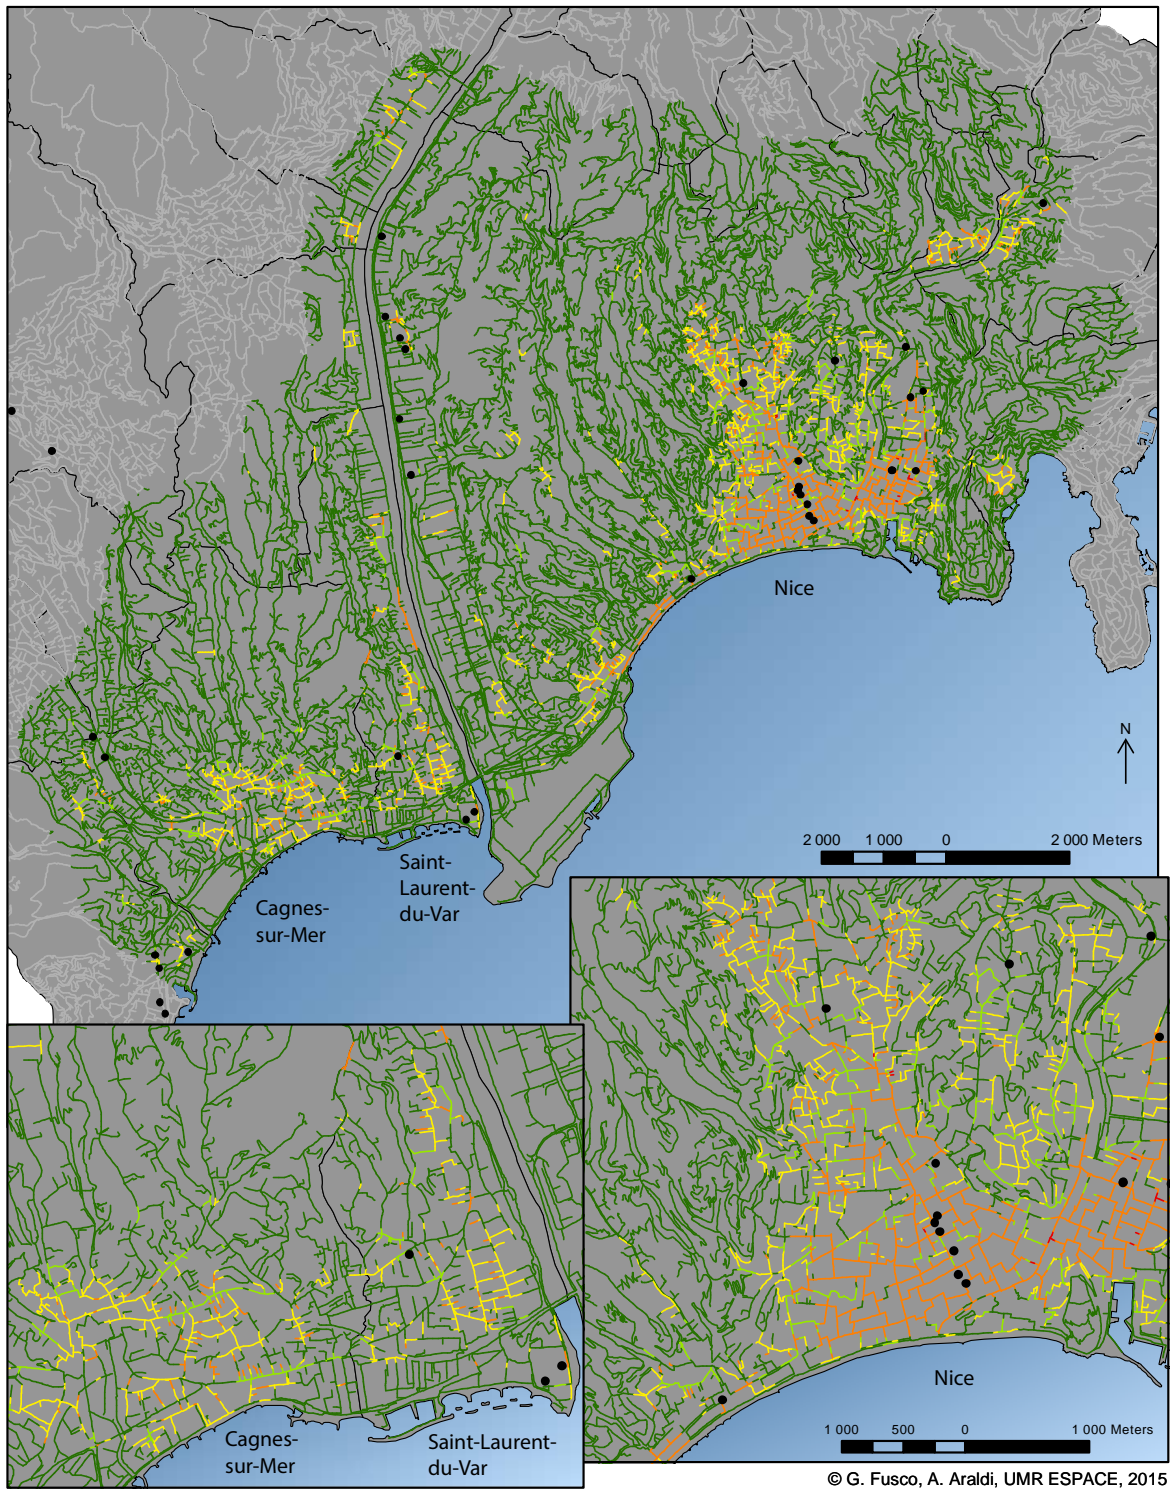 Nice
N
2 000 1 000 0 2 000 Meters
Saint-
Laurent-
du-Var
Cagnes-
sur-Mer
Cagnes-
sur-Mer
Saint-Laurent-
du-Var
Nice
1 000 500 0 1 000 Meters
© G. Fusco, A. Araldi, UMR ESPACE, 2015